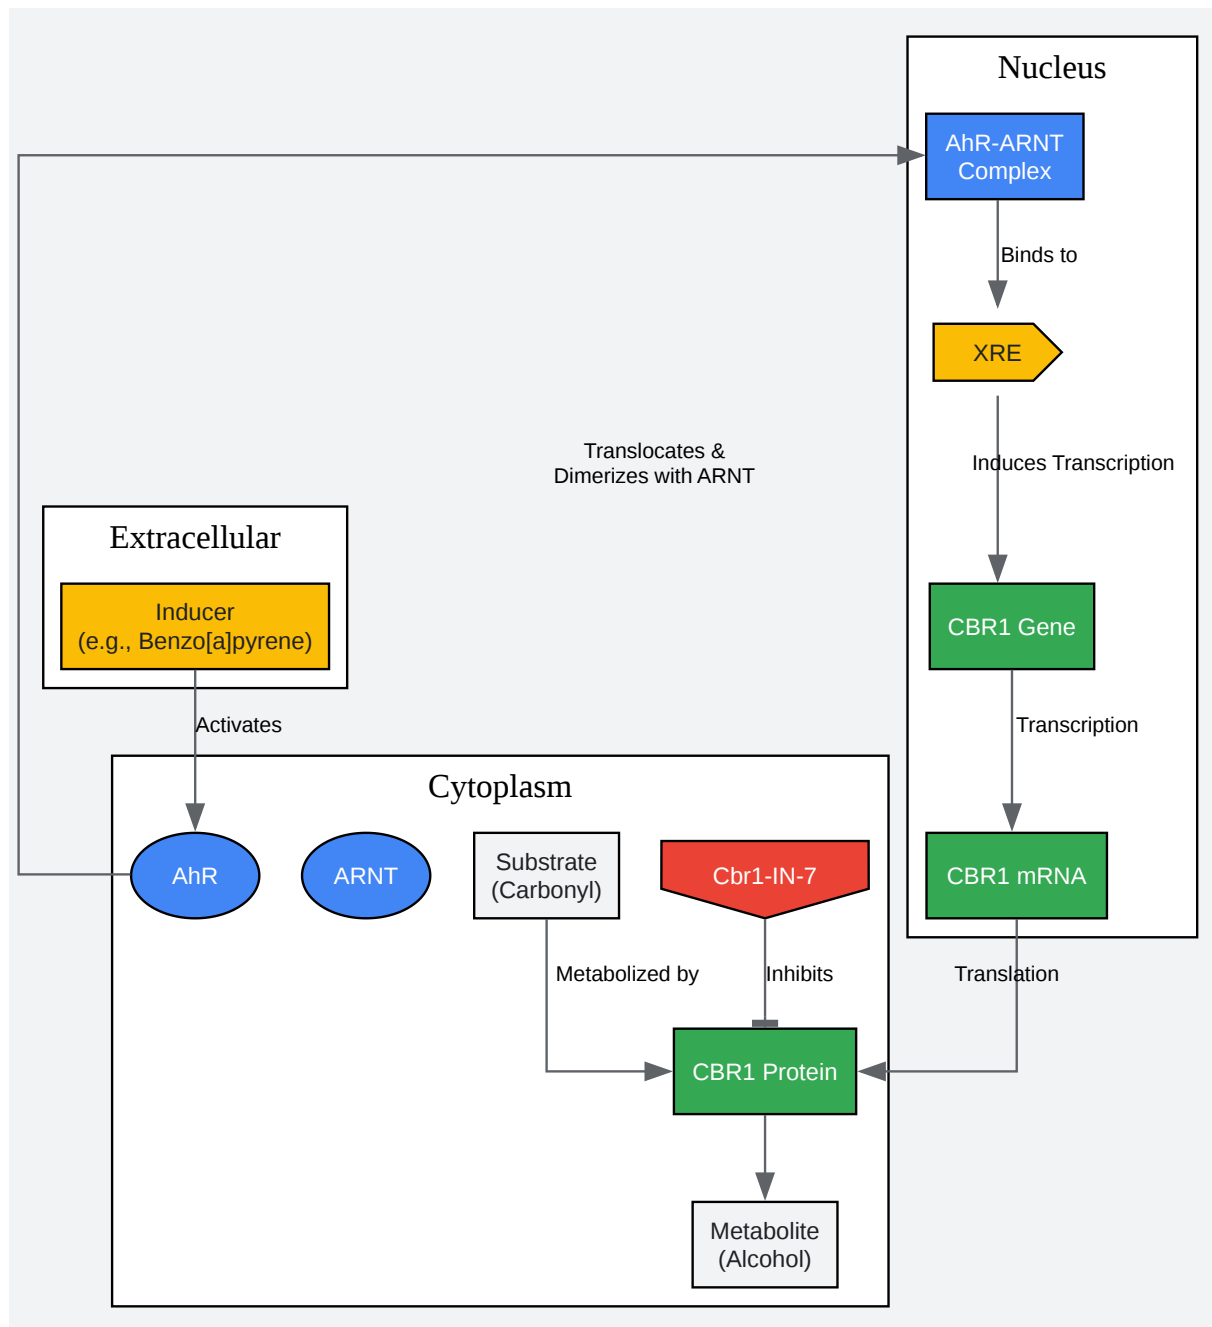 Nucleus
AhR-ARNT
Complex
Binds to
XRE
Translocates &
Dimerizes with ARNT
Induces Transcription
Extracellular
Inducer
(e.g., Benzo[a]pyrene)
CBR1 Gene
Activates
Transcription
Cytoplasm
AhR
ARNT
Substrate
(Carbonyl)
Cbr1-IN-7
CBR1 mRNA
Metabolized by
Inhibits
Translation
CBR1 Protein
Metabolite
(Alcohol)